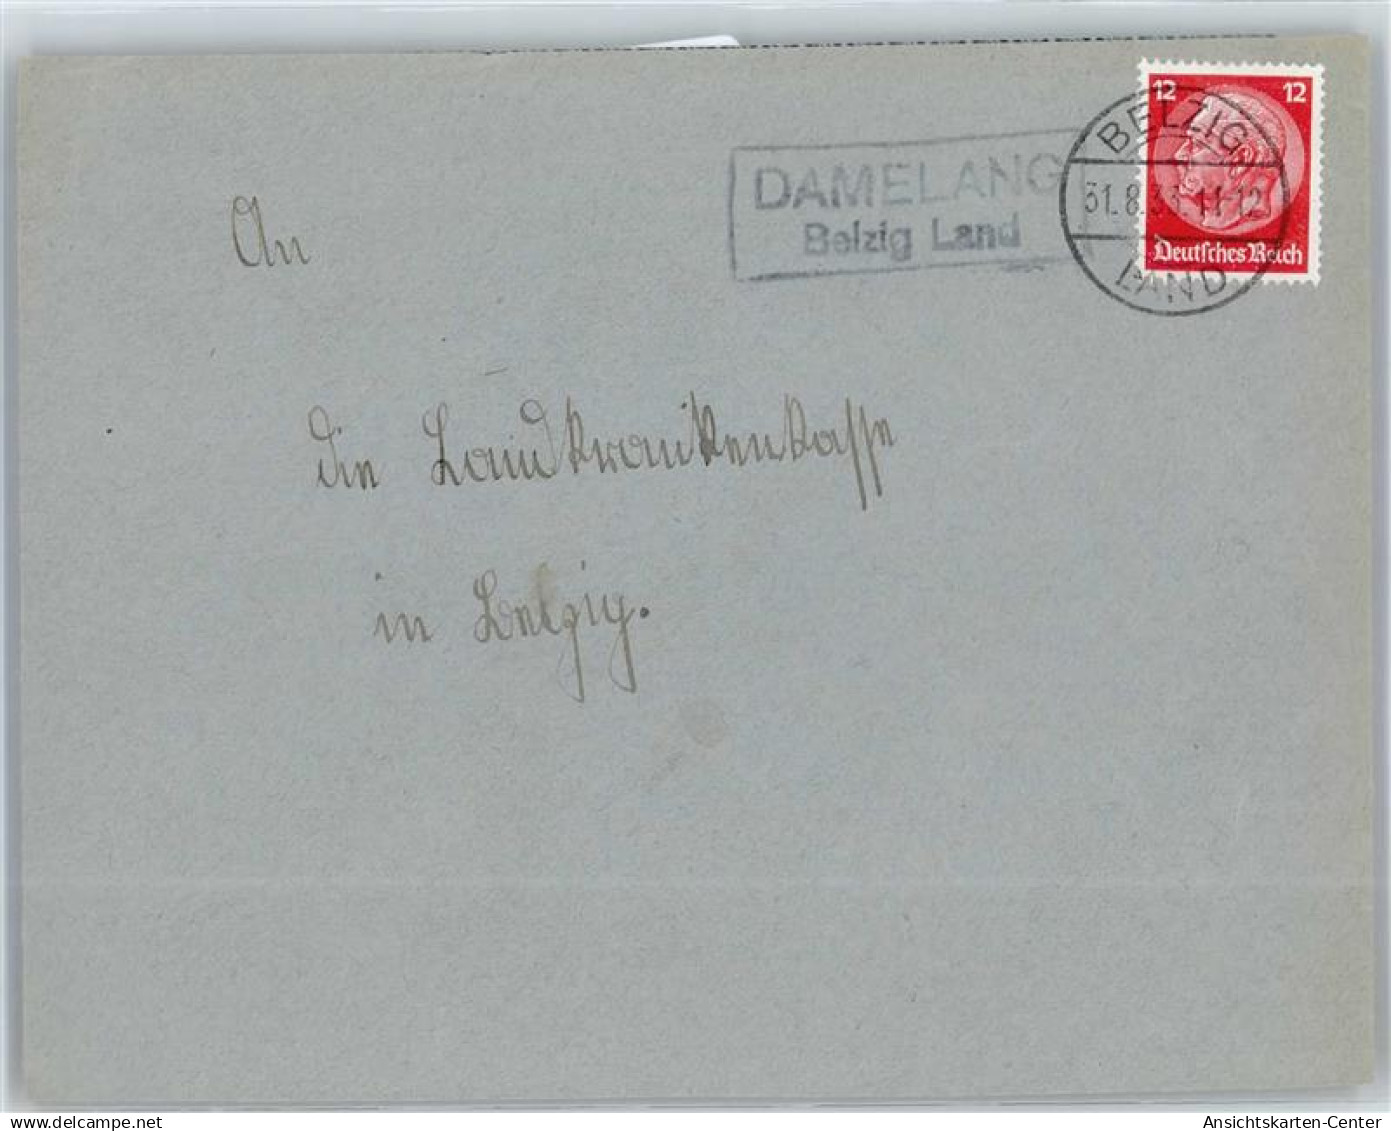 12 12
BELZIG
31.8.33. 11-12
LAND
Deutsches Reich
DAMELANG
Belzig Land
An
die Landkrankenkasse
in Belzig.
www.delcampe.net
Ansichtskarten-Center